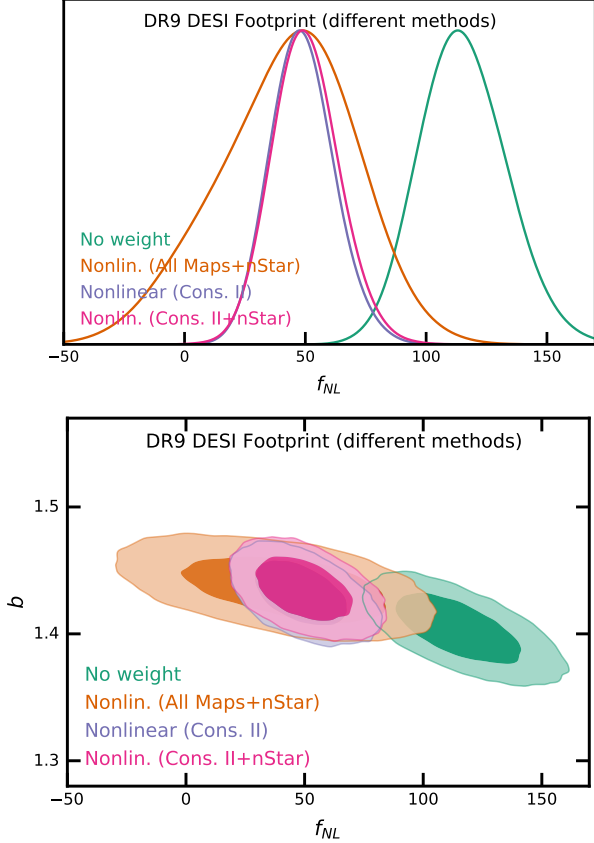 DR9 DESI Footprint (different methods)
No weight
Nonlin. (All Maps+nStar)
Nonlinear (Cons. II)
Nonlin. (Cons. II+nStar)
−50 0 50 100 150
f_NL
DR9 DESI Footprint (different methods)
1.5
1.4
b
No weight
Nonlin. (All Maps+nStar)
Nonlinear (Cons. II)
Nonlin. (Cons. II+nStar)
1.3
−50 0 50 100 150
f_NL